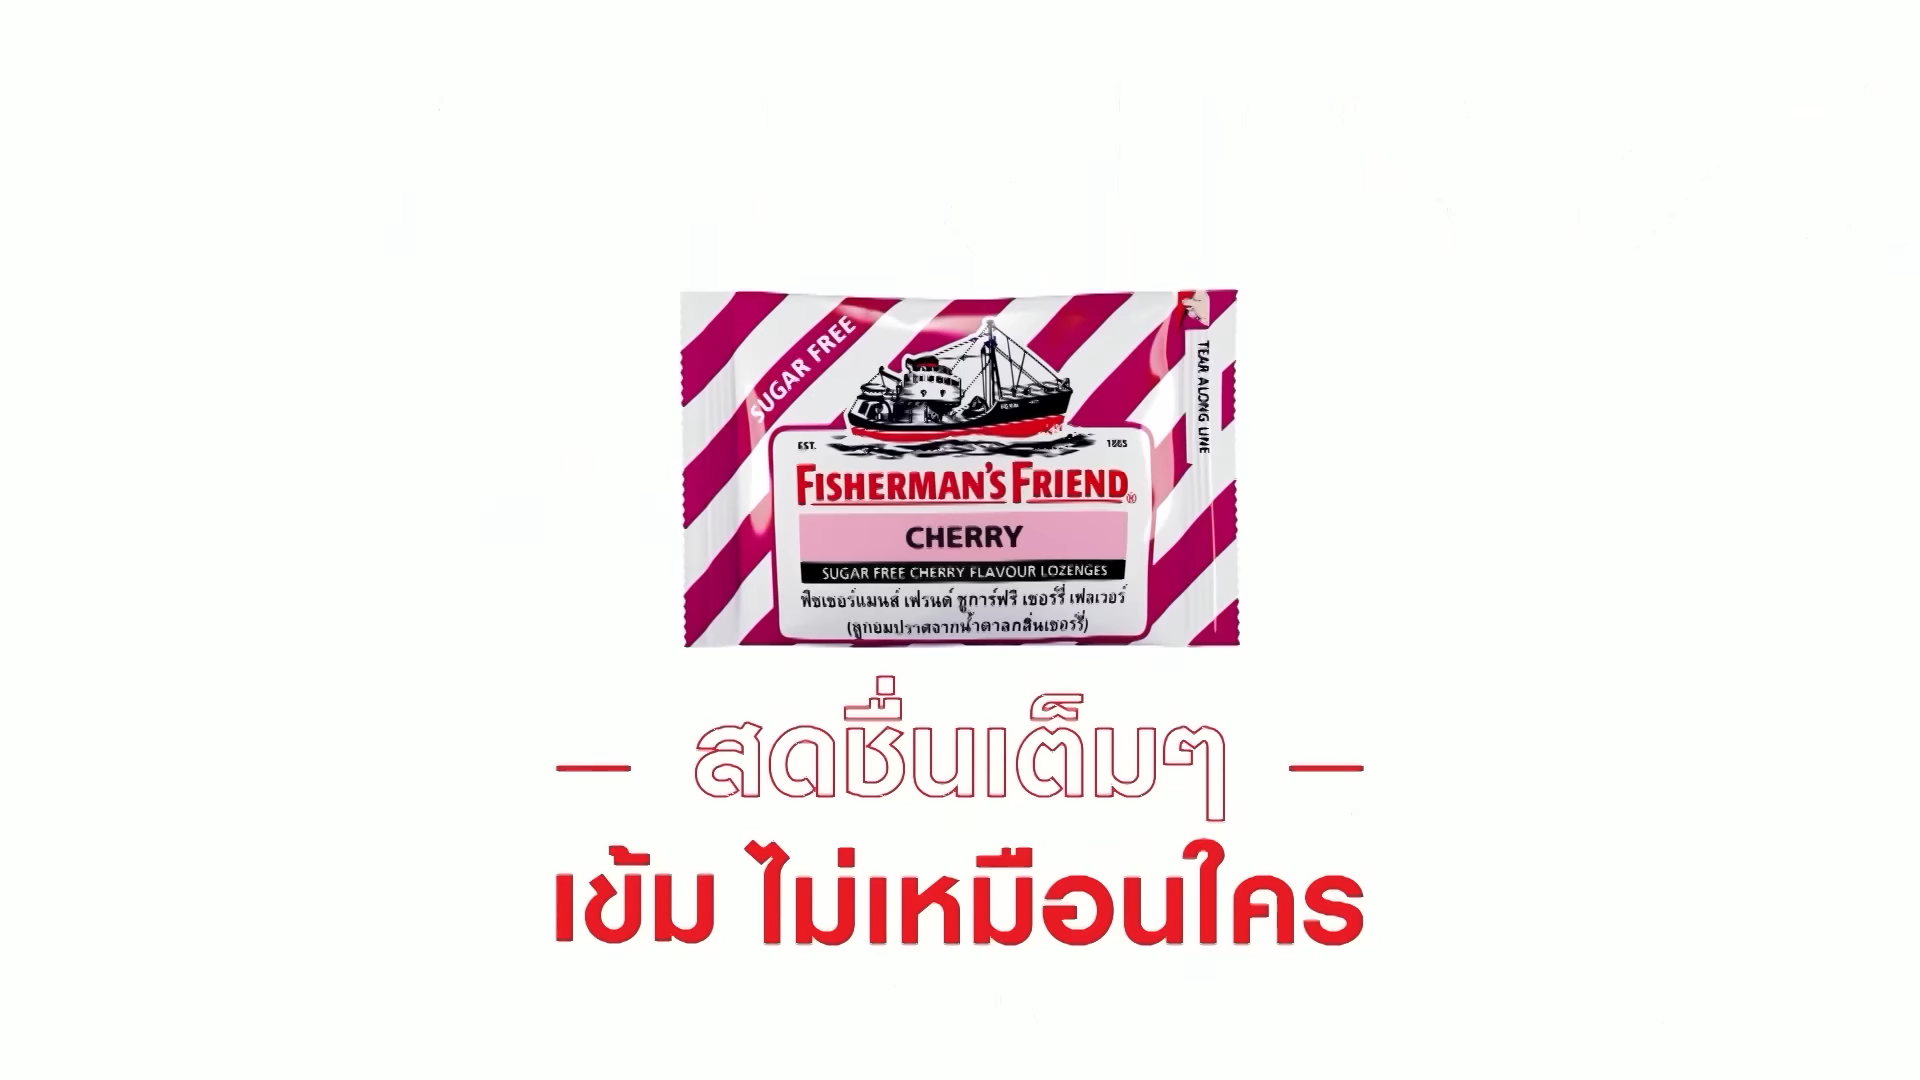 SUGAR FREE
TEAR ALONG LINE
EST. 1865
FISHERMAN'S FRIEND®
CHERRY
SUGAR FREE CHERRY FLAVOUR LOZENGES
ฟิชเชอร์แมนส์ เฟรนด์ ชูการ์ฟรี เชอร์รี่ เฟลเวอร์
(ลูกอมปราศจากน้ำตาลกลิ่นเชอร์รี่)
สดชื่นเต็มๆ
เข้ม ไม่เหมือนใคร